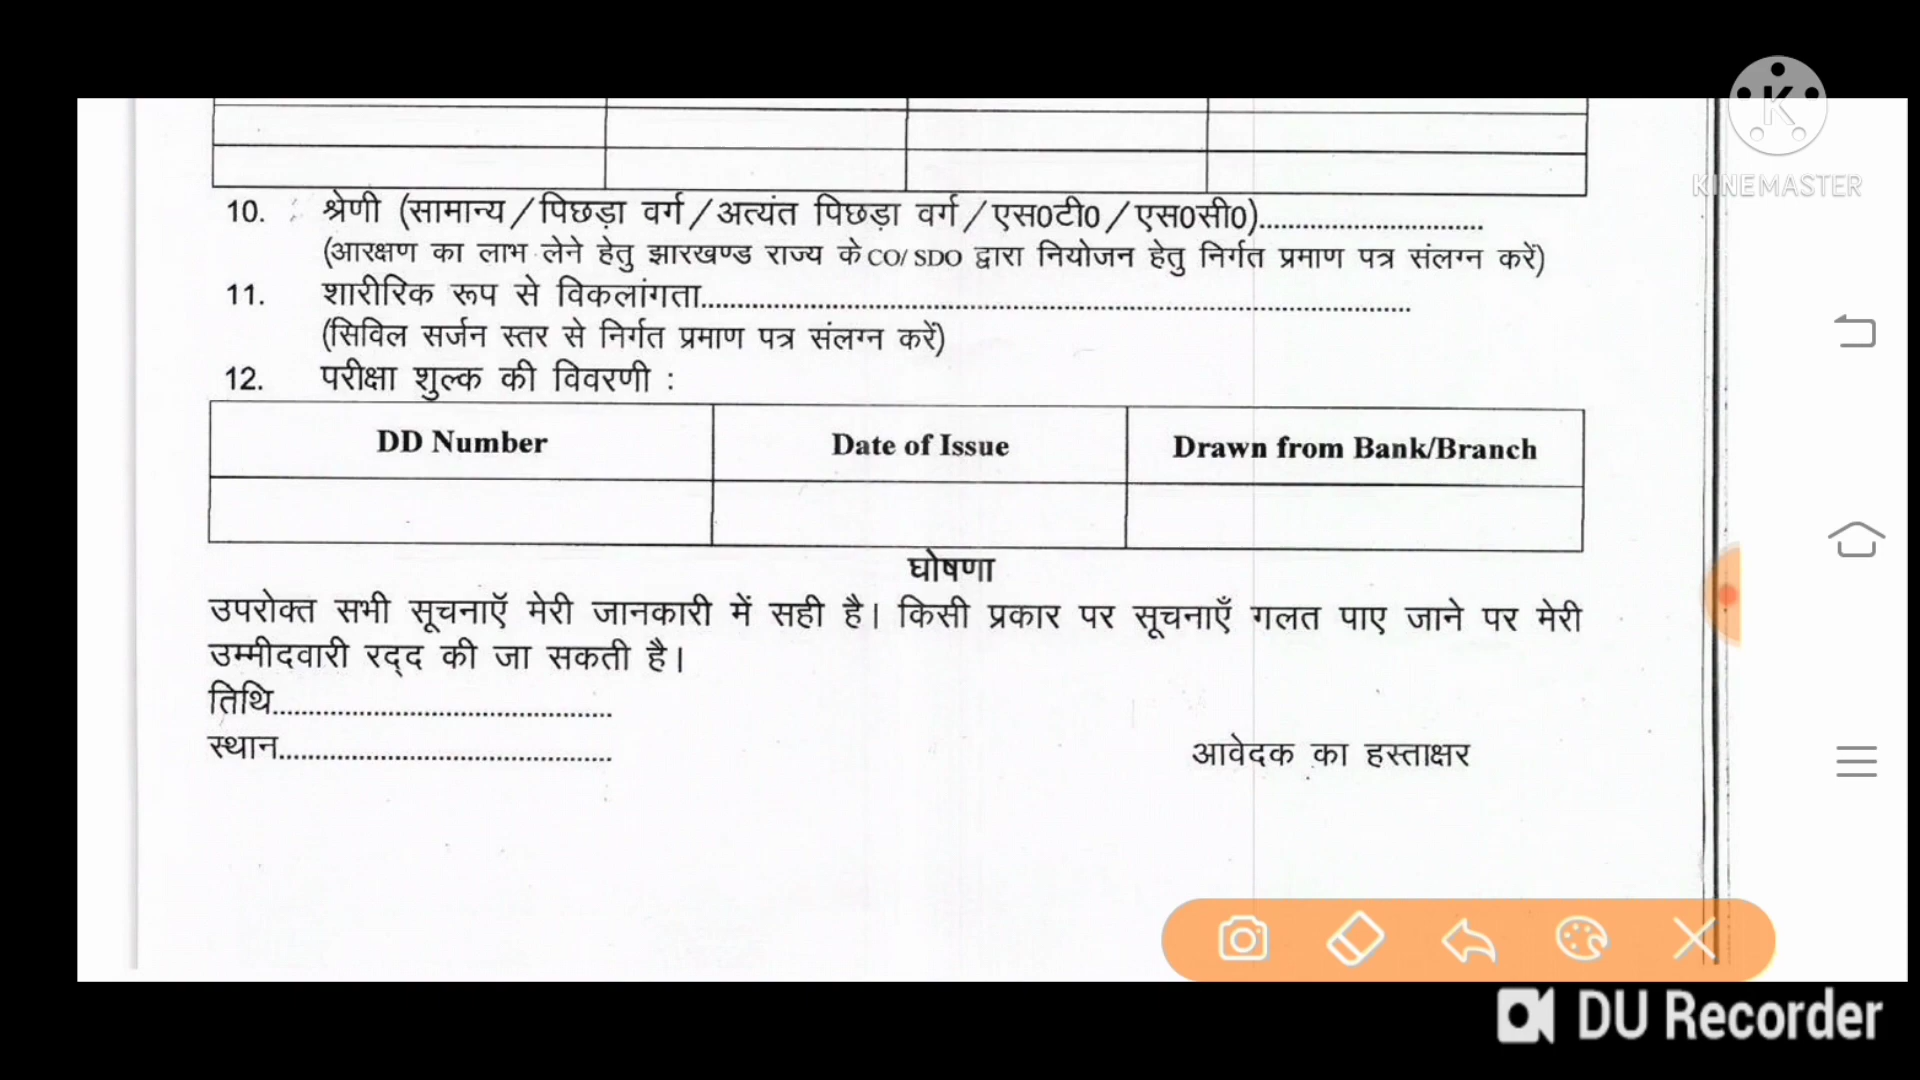 KINEMASTER
10. श्रेणी (सामान्य/पिछड़ा वर्ग/अत्यंत पिछड़ा वर्ग/एस0टी0/एस0सी0)..............................
(आरक्षण का लाभ लेने हेतु झारखण्ड राज्य के CO/ SDO द्वारा नियोजन हेतु निर्गत प्रमाण पत्र संलग्न करें)
11. शारीरिक रूप से विकलांगता..................................................................................................
(सिविल सर्जन स्तर से निर्गत प्रमाण पत्र संलग्न करें)
12. परीक्षा शुल्क की विवरणी :
DD Number Date of Issue Drawn from Bank/Branch
घोषणा
उपरोक्त सभी सूचनाऍ मेरी जानकारी में सही है। किसी प्रकार पर सूचनाएँ गलत पाए जाने पर मेरी
उम्मीदवारी रद्द की जा सकती है।
तिथि...............................................
स्थान..............................................
आवेदक का हस्ताक्षर
DU Recorder